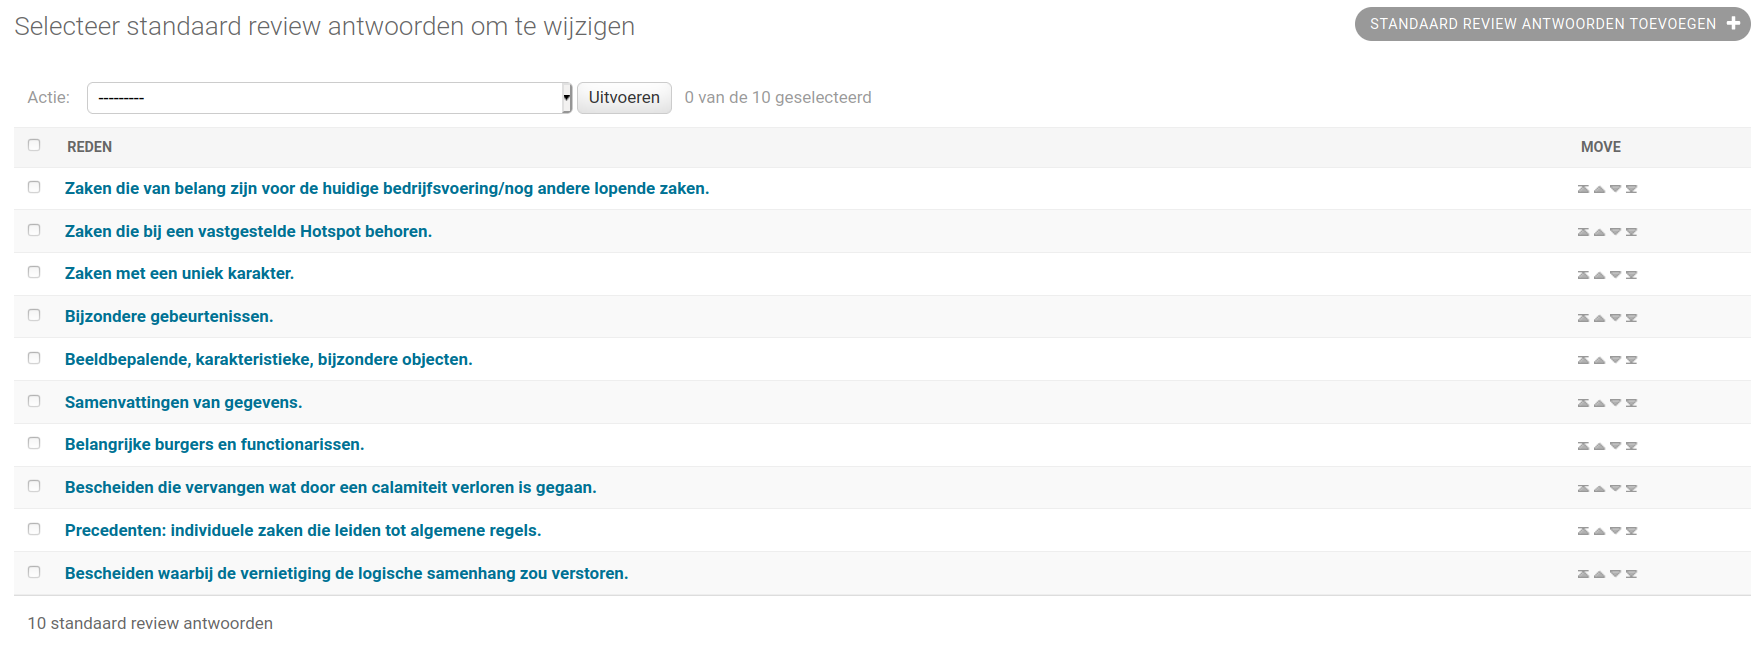 Selecteer standaard review antwoorden om te wijzigen
STANDAARD REVIEW ANTWOORDEN TOEVOEGEN
Actie: --------- Uitvoeren 0 van de 10 geselecteerd
REDEN MOVE
Zaken die van belang zijn voor de huidige bedrijfsvoering/nog andere lopende zaken.
Zaken die bij een vastgestelde Hotspot behoren.
Zaken met een uniek karakter.
Bijzondere gebeurtenissen.
Beeldbepalende, karakteristieke, bijzondere objecten.
Samenvattingen van gegevens.
Belangrijke burgers en functionarissen.
Bescheiden die vervangen wat door een calamiteit verloren is gegaan.
Precedenten: individuele zaken die leiden tot algemene regels.
Bescheiden waarbij de vernietiging de logische samenhang zou verstoren.
10 standaard review antwoorden